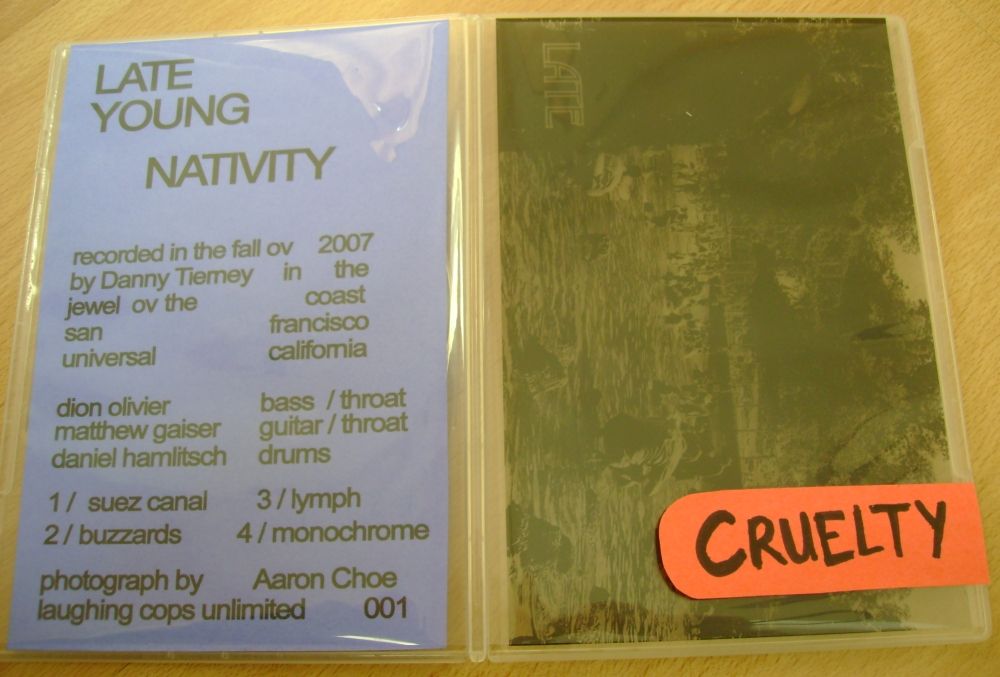 LATE
YOUNG
NATIVITY
recorded in the fall ov 2007
by Danny Tierney in the
jewel ov the coast
san francisco
universal california
dion olivier bass / throat
matthew gaiser guitar / throat
daniel hamlitsch drums
1 / suez canal 3 / lymph
2 / buzzards 4 / monochrome
photograph by Aaron Choe
laughing cops unlimited 001
LATE
CRUELTY